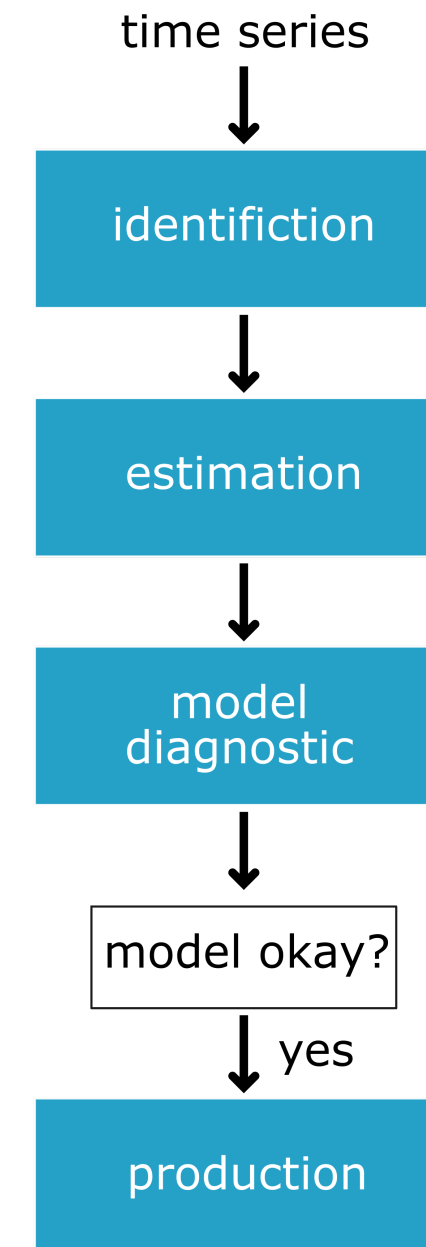 time series
identifiction
estimation
model
diagnostic
model okay?
yes
production